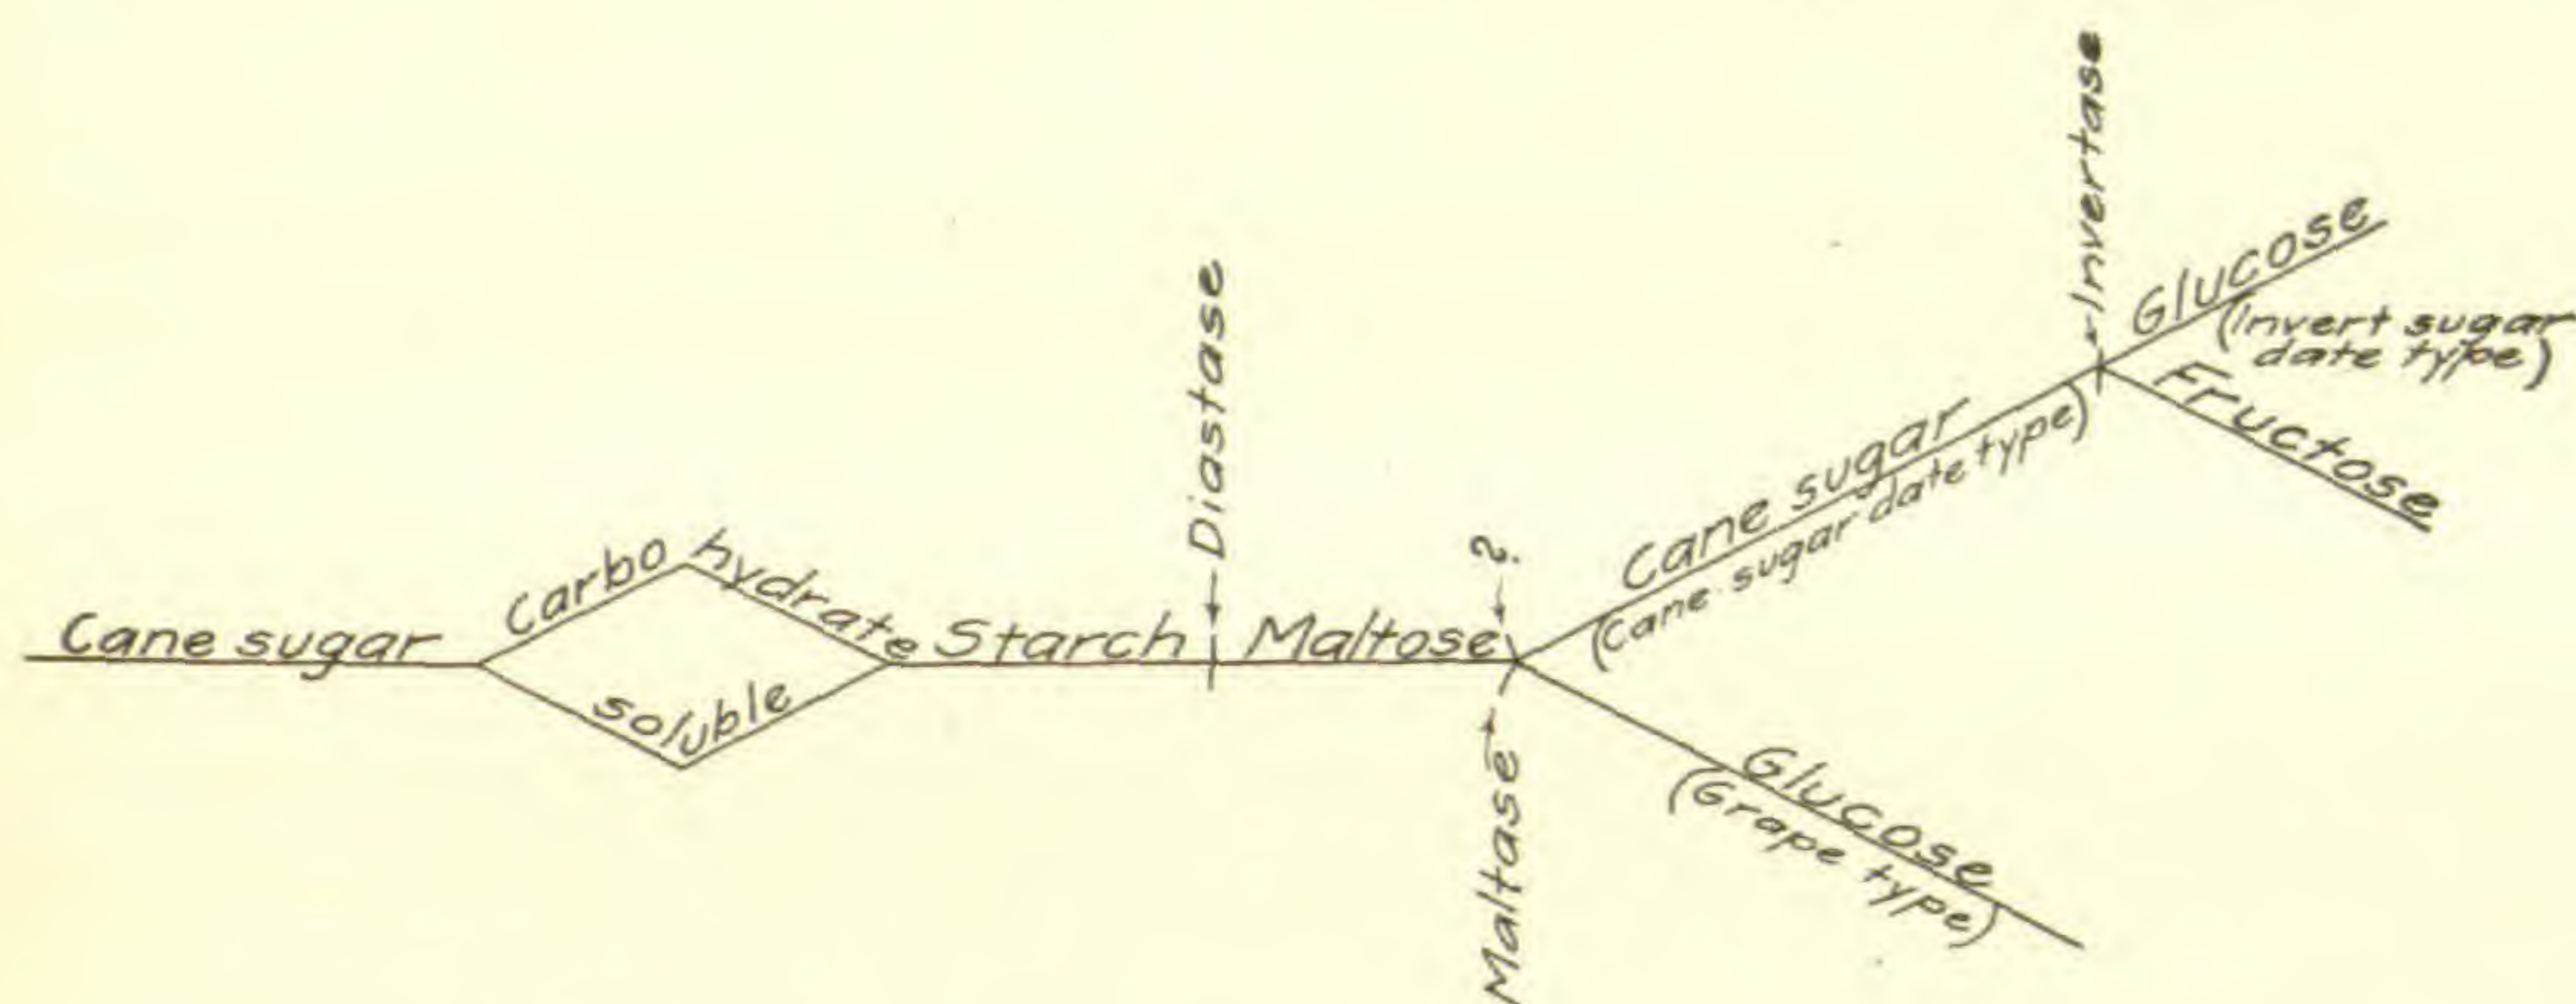 Cane sugar
Carbo hydrate
soluble
Starch
Diastase
Maltose
?
Maltase
Cane sugar
(Cane sugar date type)
Invertase
Glucose
(Invert sugar
date type)
Fructose
Glucose
(Grape type)